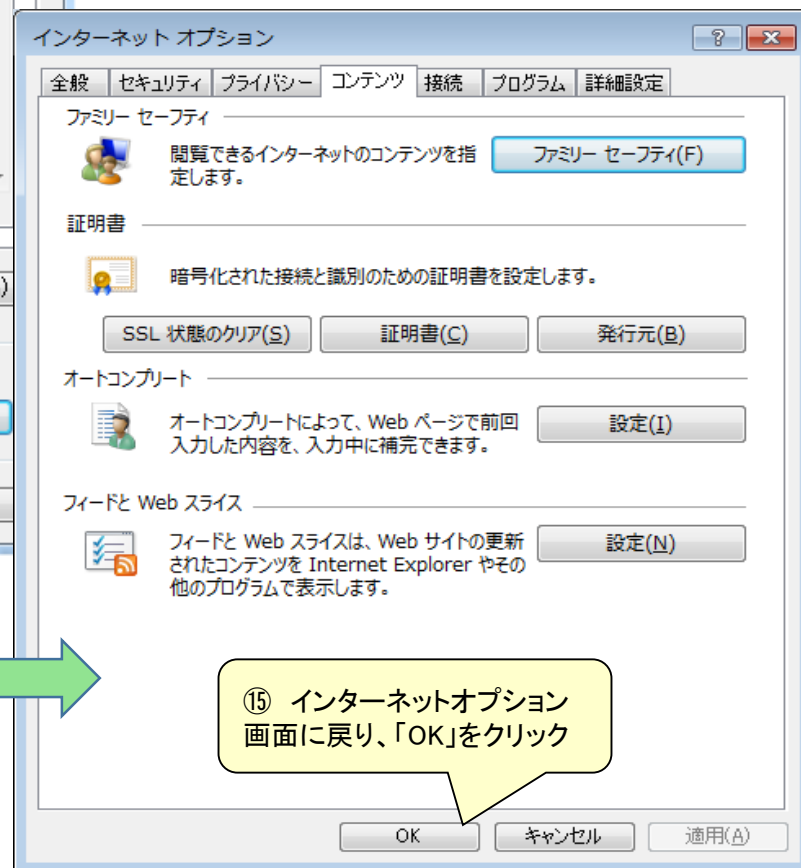 インターネット オプション
全般 セキュリティ プライバシー コンテンツ 接続 プログラム 詳細設定
ファミリー セーフティ
閲覧できるインターネットのコンテンツを指
定します。
ファミリー セーフティ(F)
証明書
暗号化された接続と識別のための証明書を設定します。
SSL 状態のクリア(S) 証明書(C) 発行元(B)
オートコンプリート
オートコンプリートによって、Web ページで前回
入力した内容を、入力中に補完できます。
設定(I)
フィードと Web スライス
フィードと Web スライスは、Web サイトの更新
されたコンテンツを Internet Explorer やその
他のプログラムで表示します。
設定(N)
⑮ インターネットオプション
画面に戻り、「OK」をクリック
OK キャンセル 適用(A)